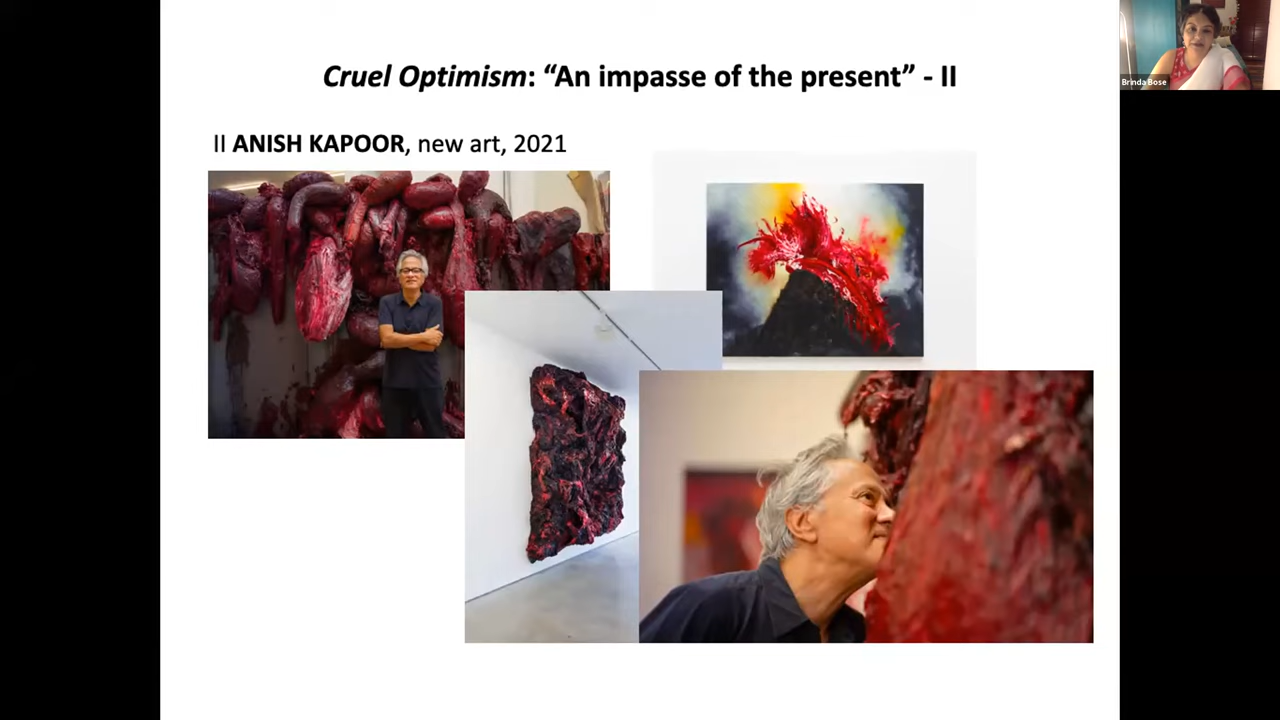 Cruel Optimism: “An impasse of the present” - II
II ANISH KAPOOR, new art, 2021
Brinda Bose